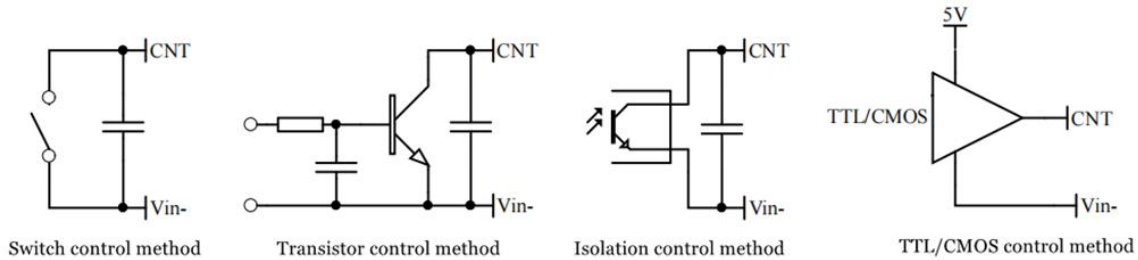 5V
CNT
CNT
CNT
TTL/CMOS
CNT
Vin-
Vin-
Vin-
Vin-
Switch control method
Transistor control method
Isolation control method
TTL/CMOS control method